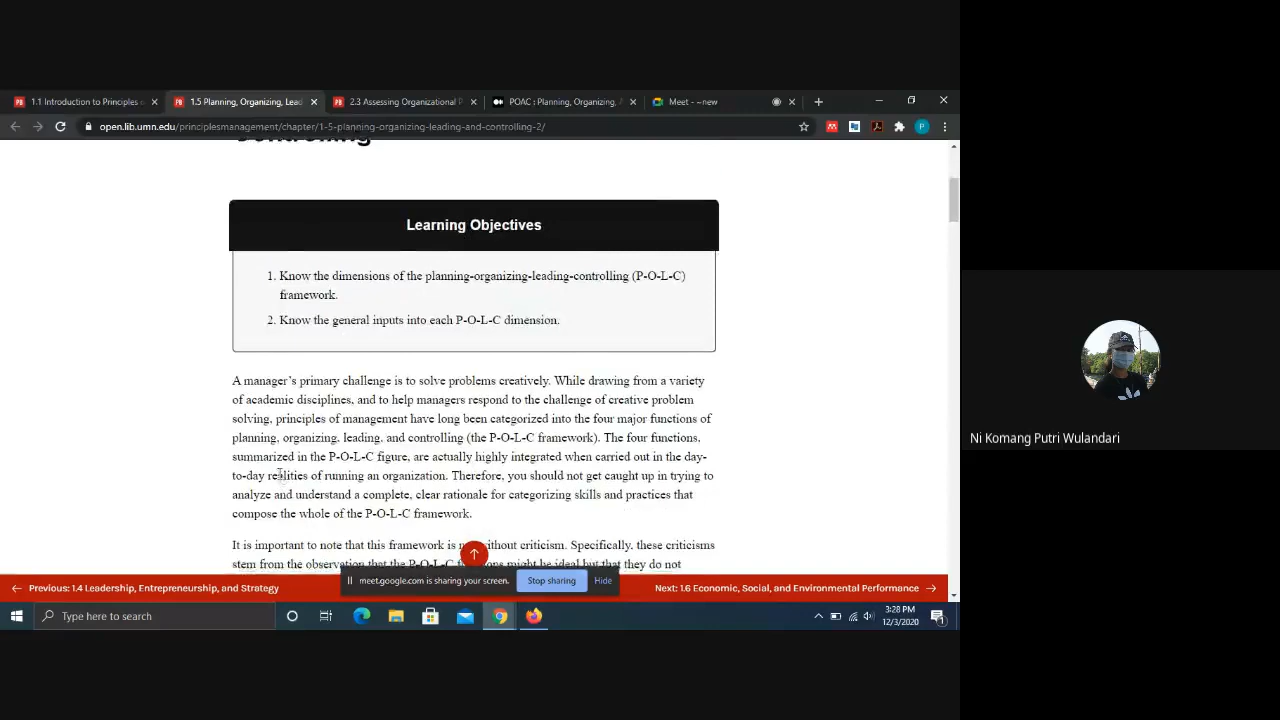 1.1 Introduction to Principles o
1.5 Planning, Organizing, Lead
2.3 Assessing Organizational P
POAC : Planning, Organizing,
Meet - ~new
open.lib.umn.edu/principlesmanagement/chapter/1-5-planning-organizing-leading-and-controlling-2/
P
Controlling
Learning Objectives
1. Know the dimensions of the planning-organizing-leading-controlling (P-O-L-C)
framework.
2. Know the general inputs into each P-O-L-C dimension.
A manager's primary challenge is to solve problems creatively. While drawing from a variety
of academic disciplines, and to help managers respond to the challenge of creative problem
solving, principles of management have long been categorized into the four major functions of
planning, organizing, leading, and controlling (the P-O-L-C framework). The four functions,
summarized in the P-O-L-C figure, are actually highly integrated when carried out in the day-
to-day realities of running an organization. Therefore, you should not get caught up in trying to
analyze and understand a complete, clear rationale for categorizing skills and practices that
compose the whole of the P-O-L-C framework.
It is important to note that this framework is without criticism. Specifically, these criticisms
stem from the observation that the P-O-L-C might be ideal but that they do not
meet.google.com is sharing your screen.
Stop sharing
Hide
Previous: 1.4 Leadership, Entrepreneurship, and Strategy
Next: 1.6 Economic, Social, and Environmental Performance
Type here to search
3:28 PM
12/3/2020
1
Ni Komang Putri Wulandari